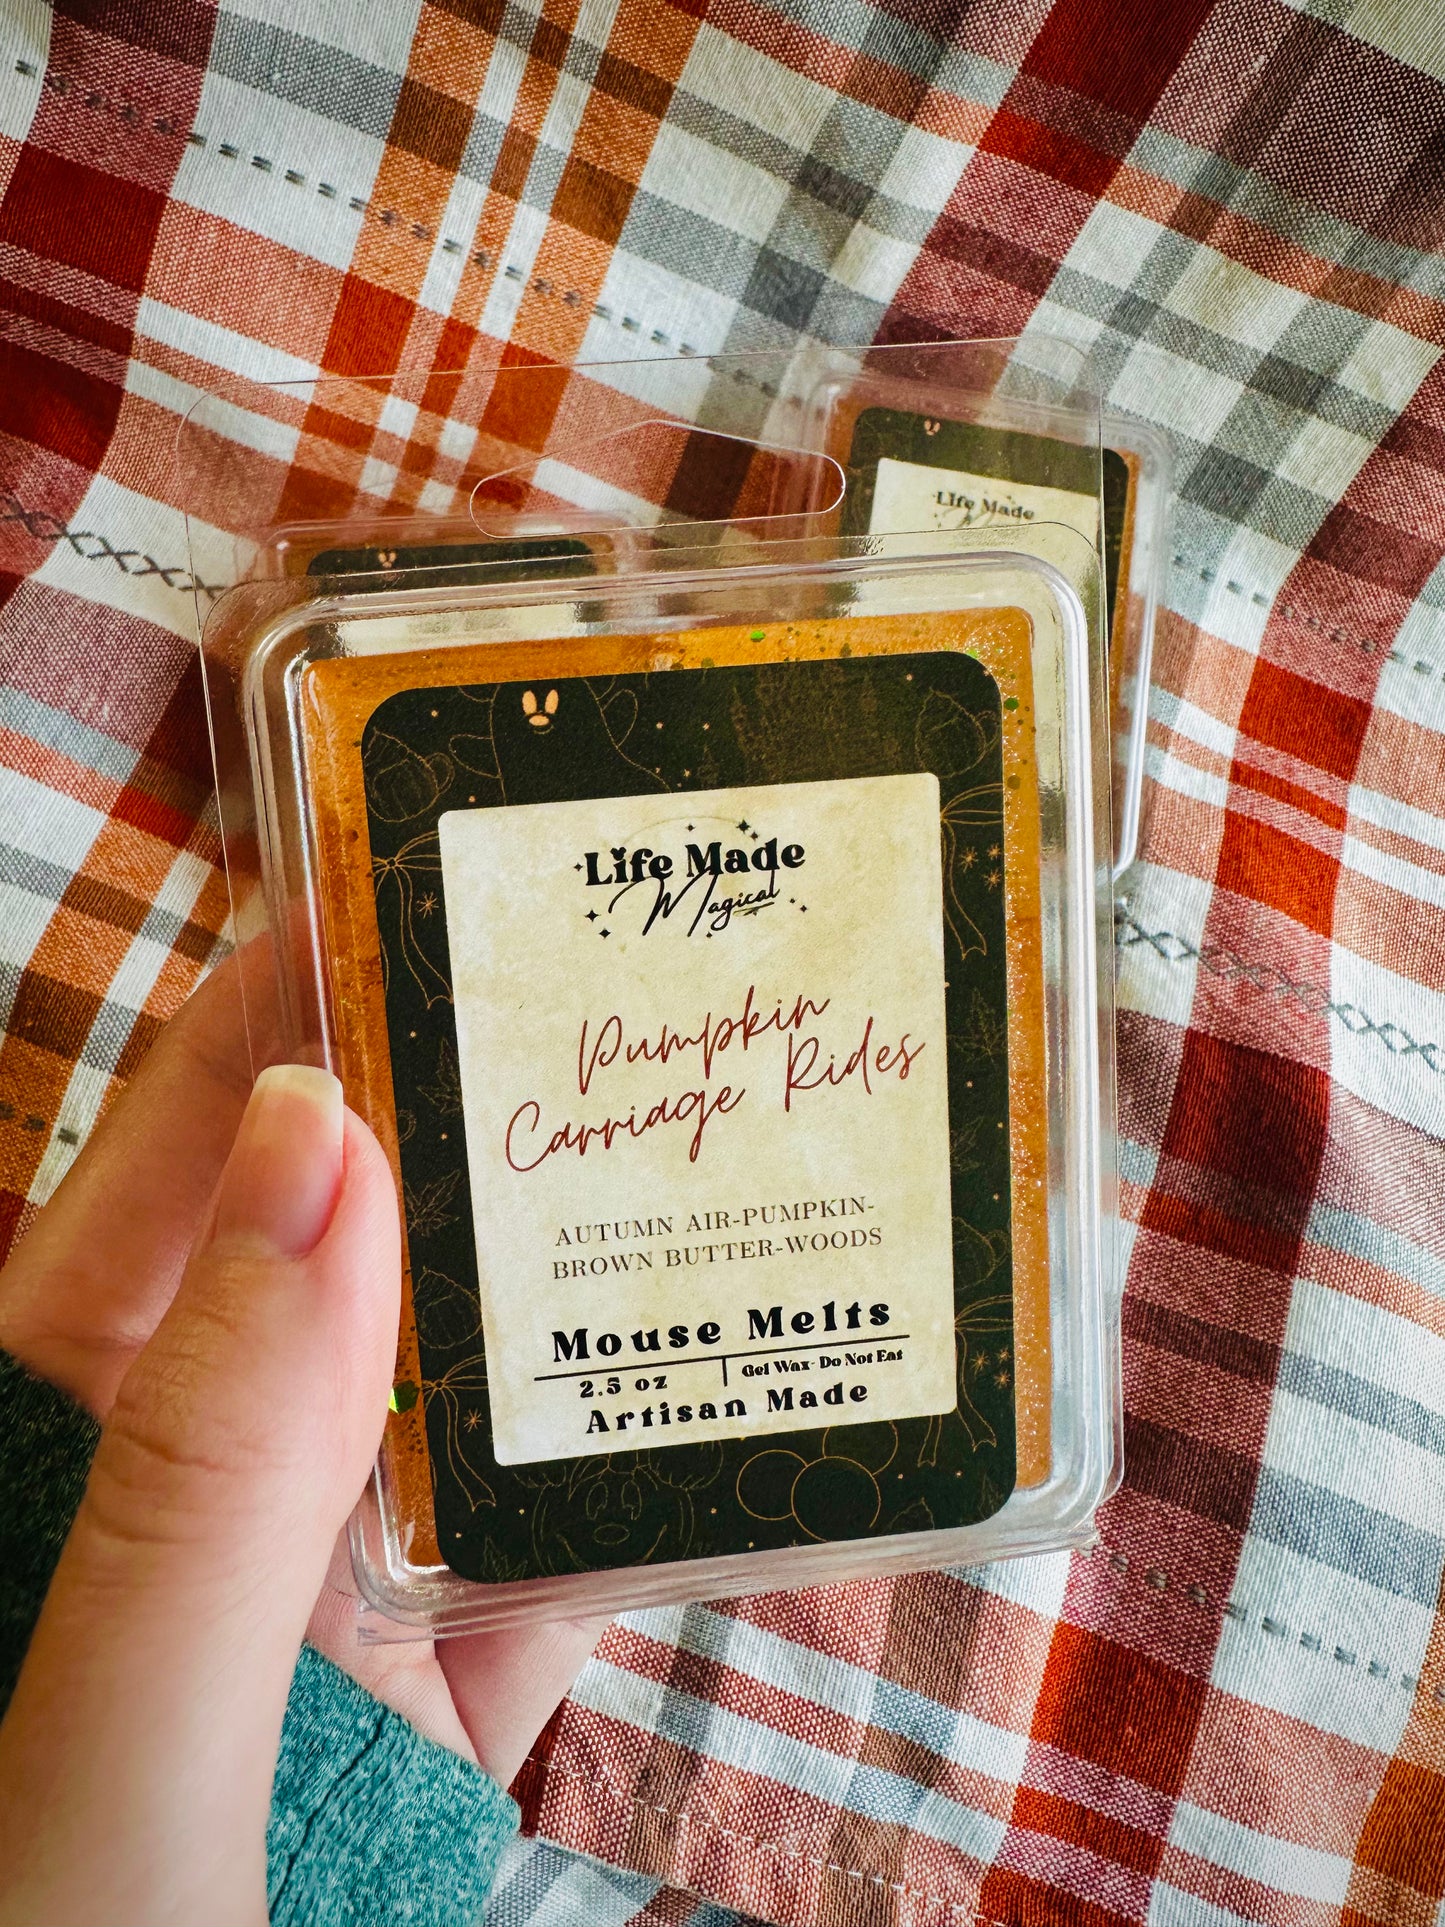 Life Made
Life Made
Magical
Pumpkin
Carriage Rides
AUTUMN AIR-PUMPKIN-
BROWN BUTTER-WOODS
Mouse Melts
2.5 oz
Gel Wax- Do Not Eat
Artisan Made